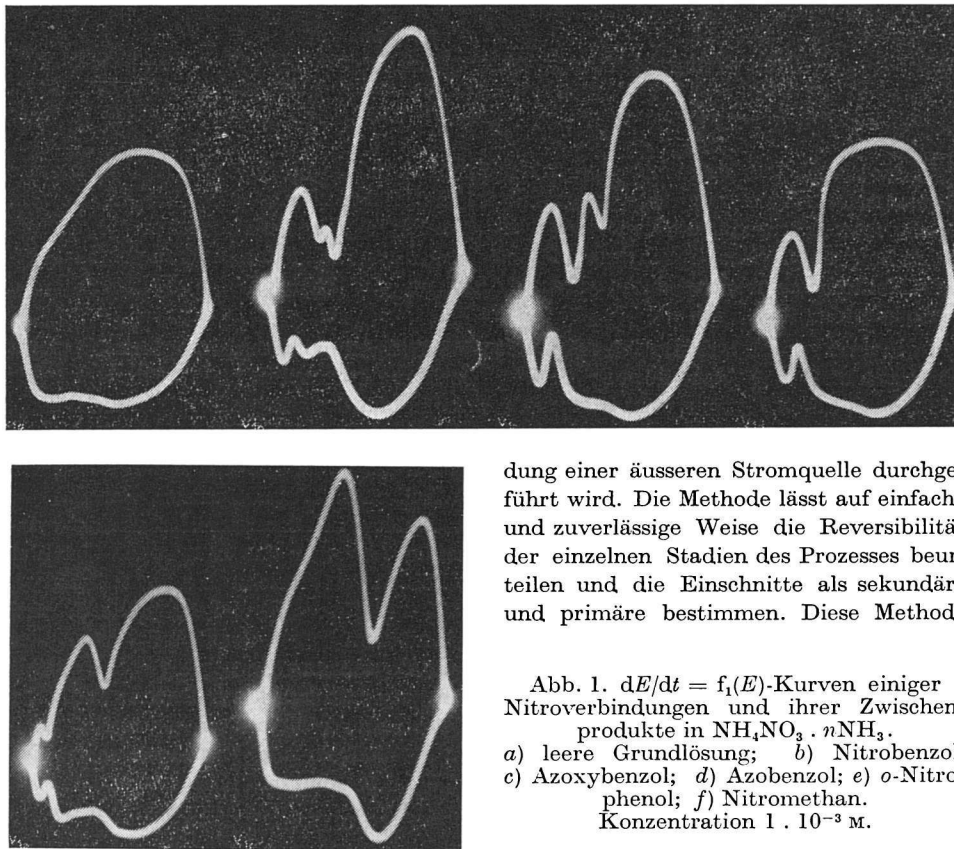 dung einer äusseren Stromquelle durchge
führt wird. Die Methode lässt auf einfach
und zuverlässige Weise die Reversibilitä
der einzelnen Stadien des Prozesses beur
teilen und die Einschnitte als sekundär
und primäre bestimmen. Diese Method
Abb. 1. dE/dt = f₁(E)-Kurven einiger
Nitroverbindungen und ihrer Zwischen
produkte in NH₄NO₃ . nNH₃.
a) leere Grundlösung; b) Nitrobenzol
c) Azoxybenzol; d) Azobenzol; e) o-Nitro
phenol; f) Nitromethan.
Konzentration 1 . 10⁻³ M.